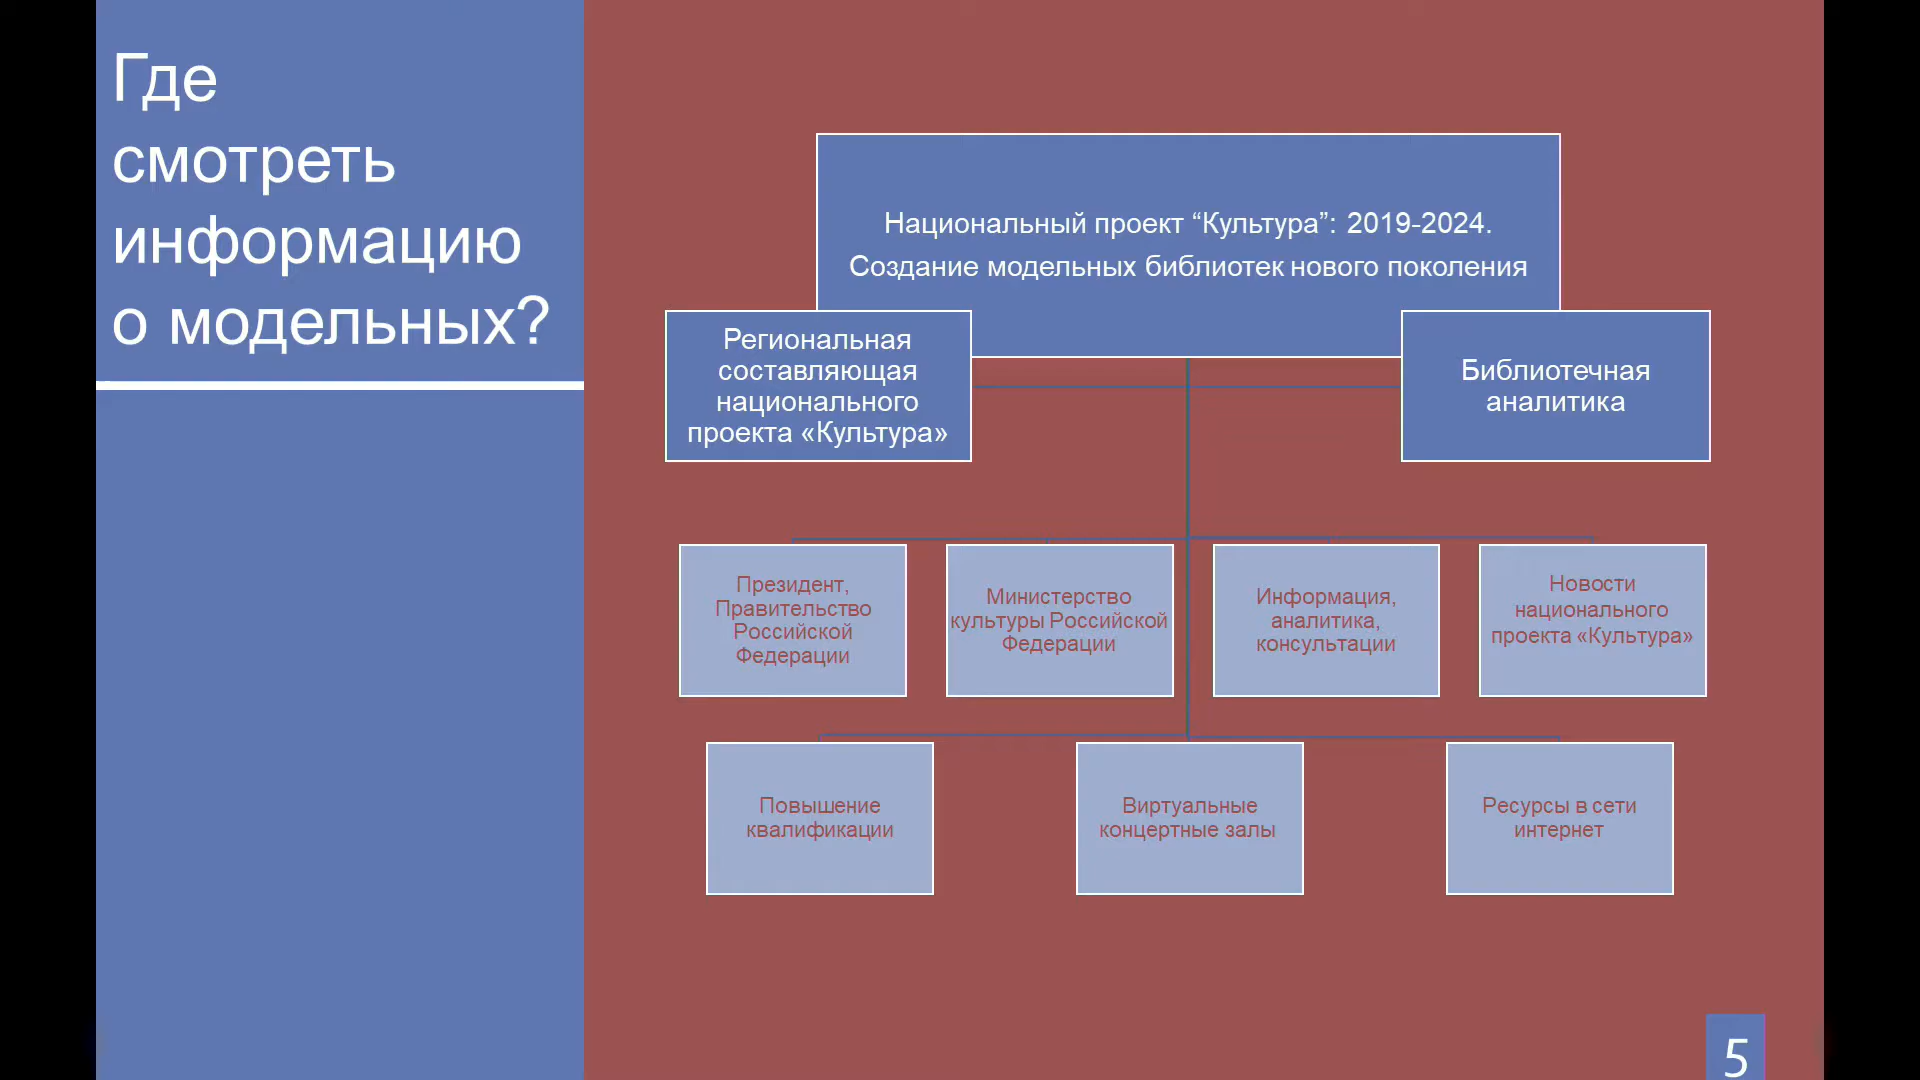 Где
смотреть
информацию
о модельных?
Национальный проект “Культура”: 2019-2024.
Создание модельных библиотек нового поколения
Региональная
составляющая
национального
проекта «Культура»
Библиотечная
аналитика
Президент,
Правительство
Российской
Федерации
Министерство
культуры Российской
Федерации
Информация,
аналитика,
консультации
Новости
национального
проекта «Культура»
Повышение
квалификации
Виртуальные
концертные залы
Ресурсы в сети
интернет
5